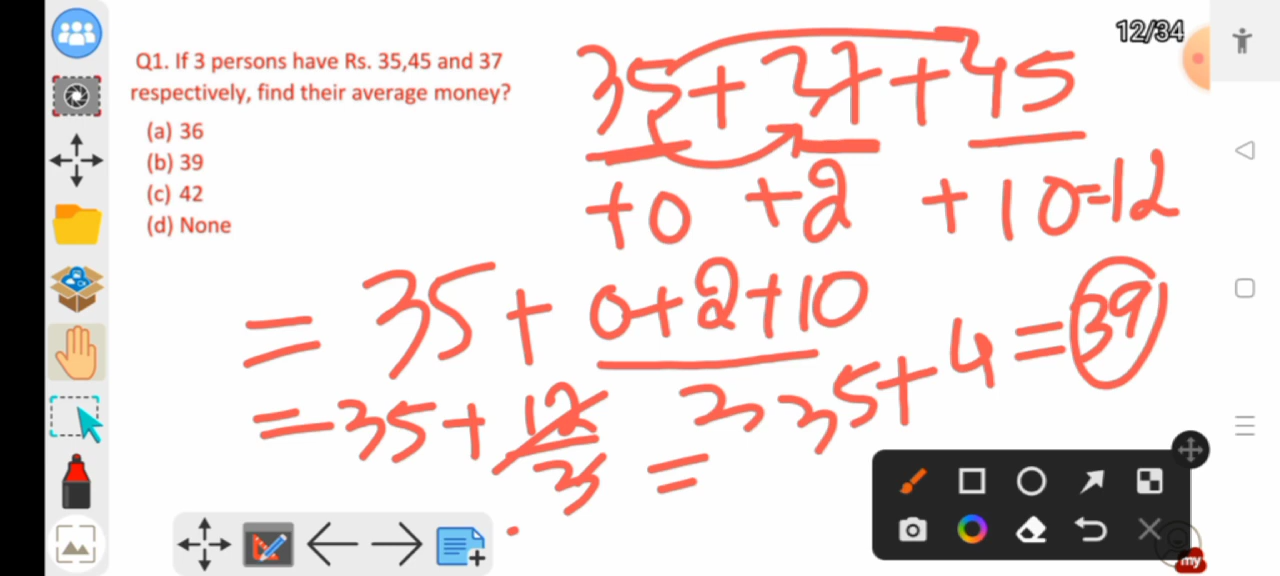 12/34
Q1. If 3 persons have Rs. 35,45 and 37
respectively, find their average money?
(a) 36
(b) 39
(c) 42
(d) None
35 + 37 + 45
+0 +2 +10=12
= 35 + 0+2+10
3
= 35 + 12
3
= 35+4 = 39
my